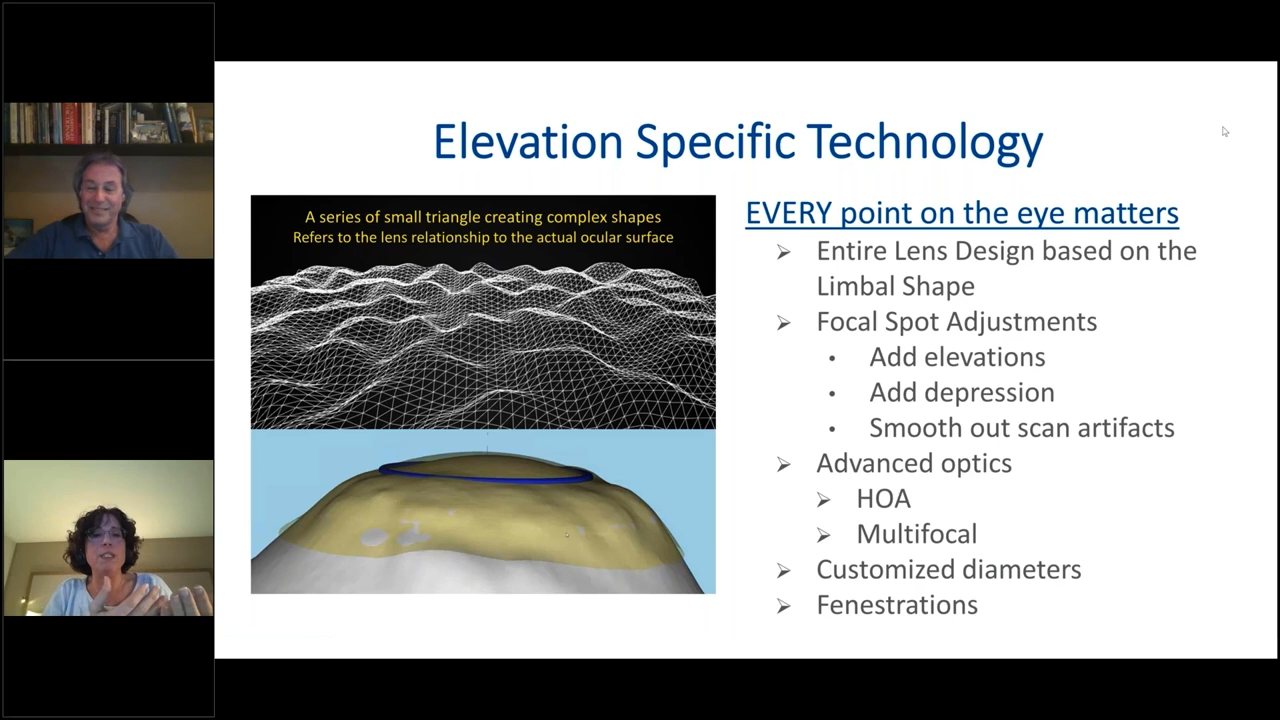 Elevation Specific Technology
A series of small triangle creating complex shapes
Refers to the lens relationship to the actual ocular surface
EVERY point on the eye matters
Entire Lens Design based on the
Limbal Shape
Focal Spot Adjustments
Add elevations
Add depression
Smooth out scan artifacts
Advanced optics
HOA
Multifocal
Customized diameters
Fenestrations